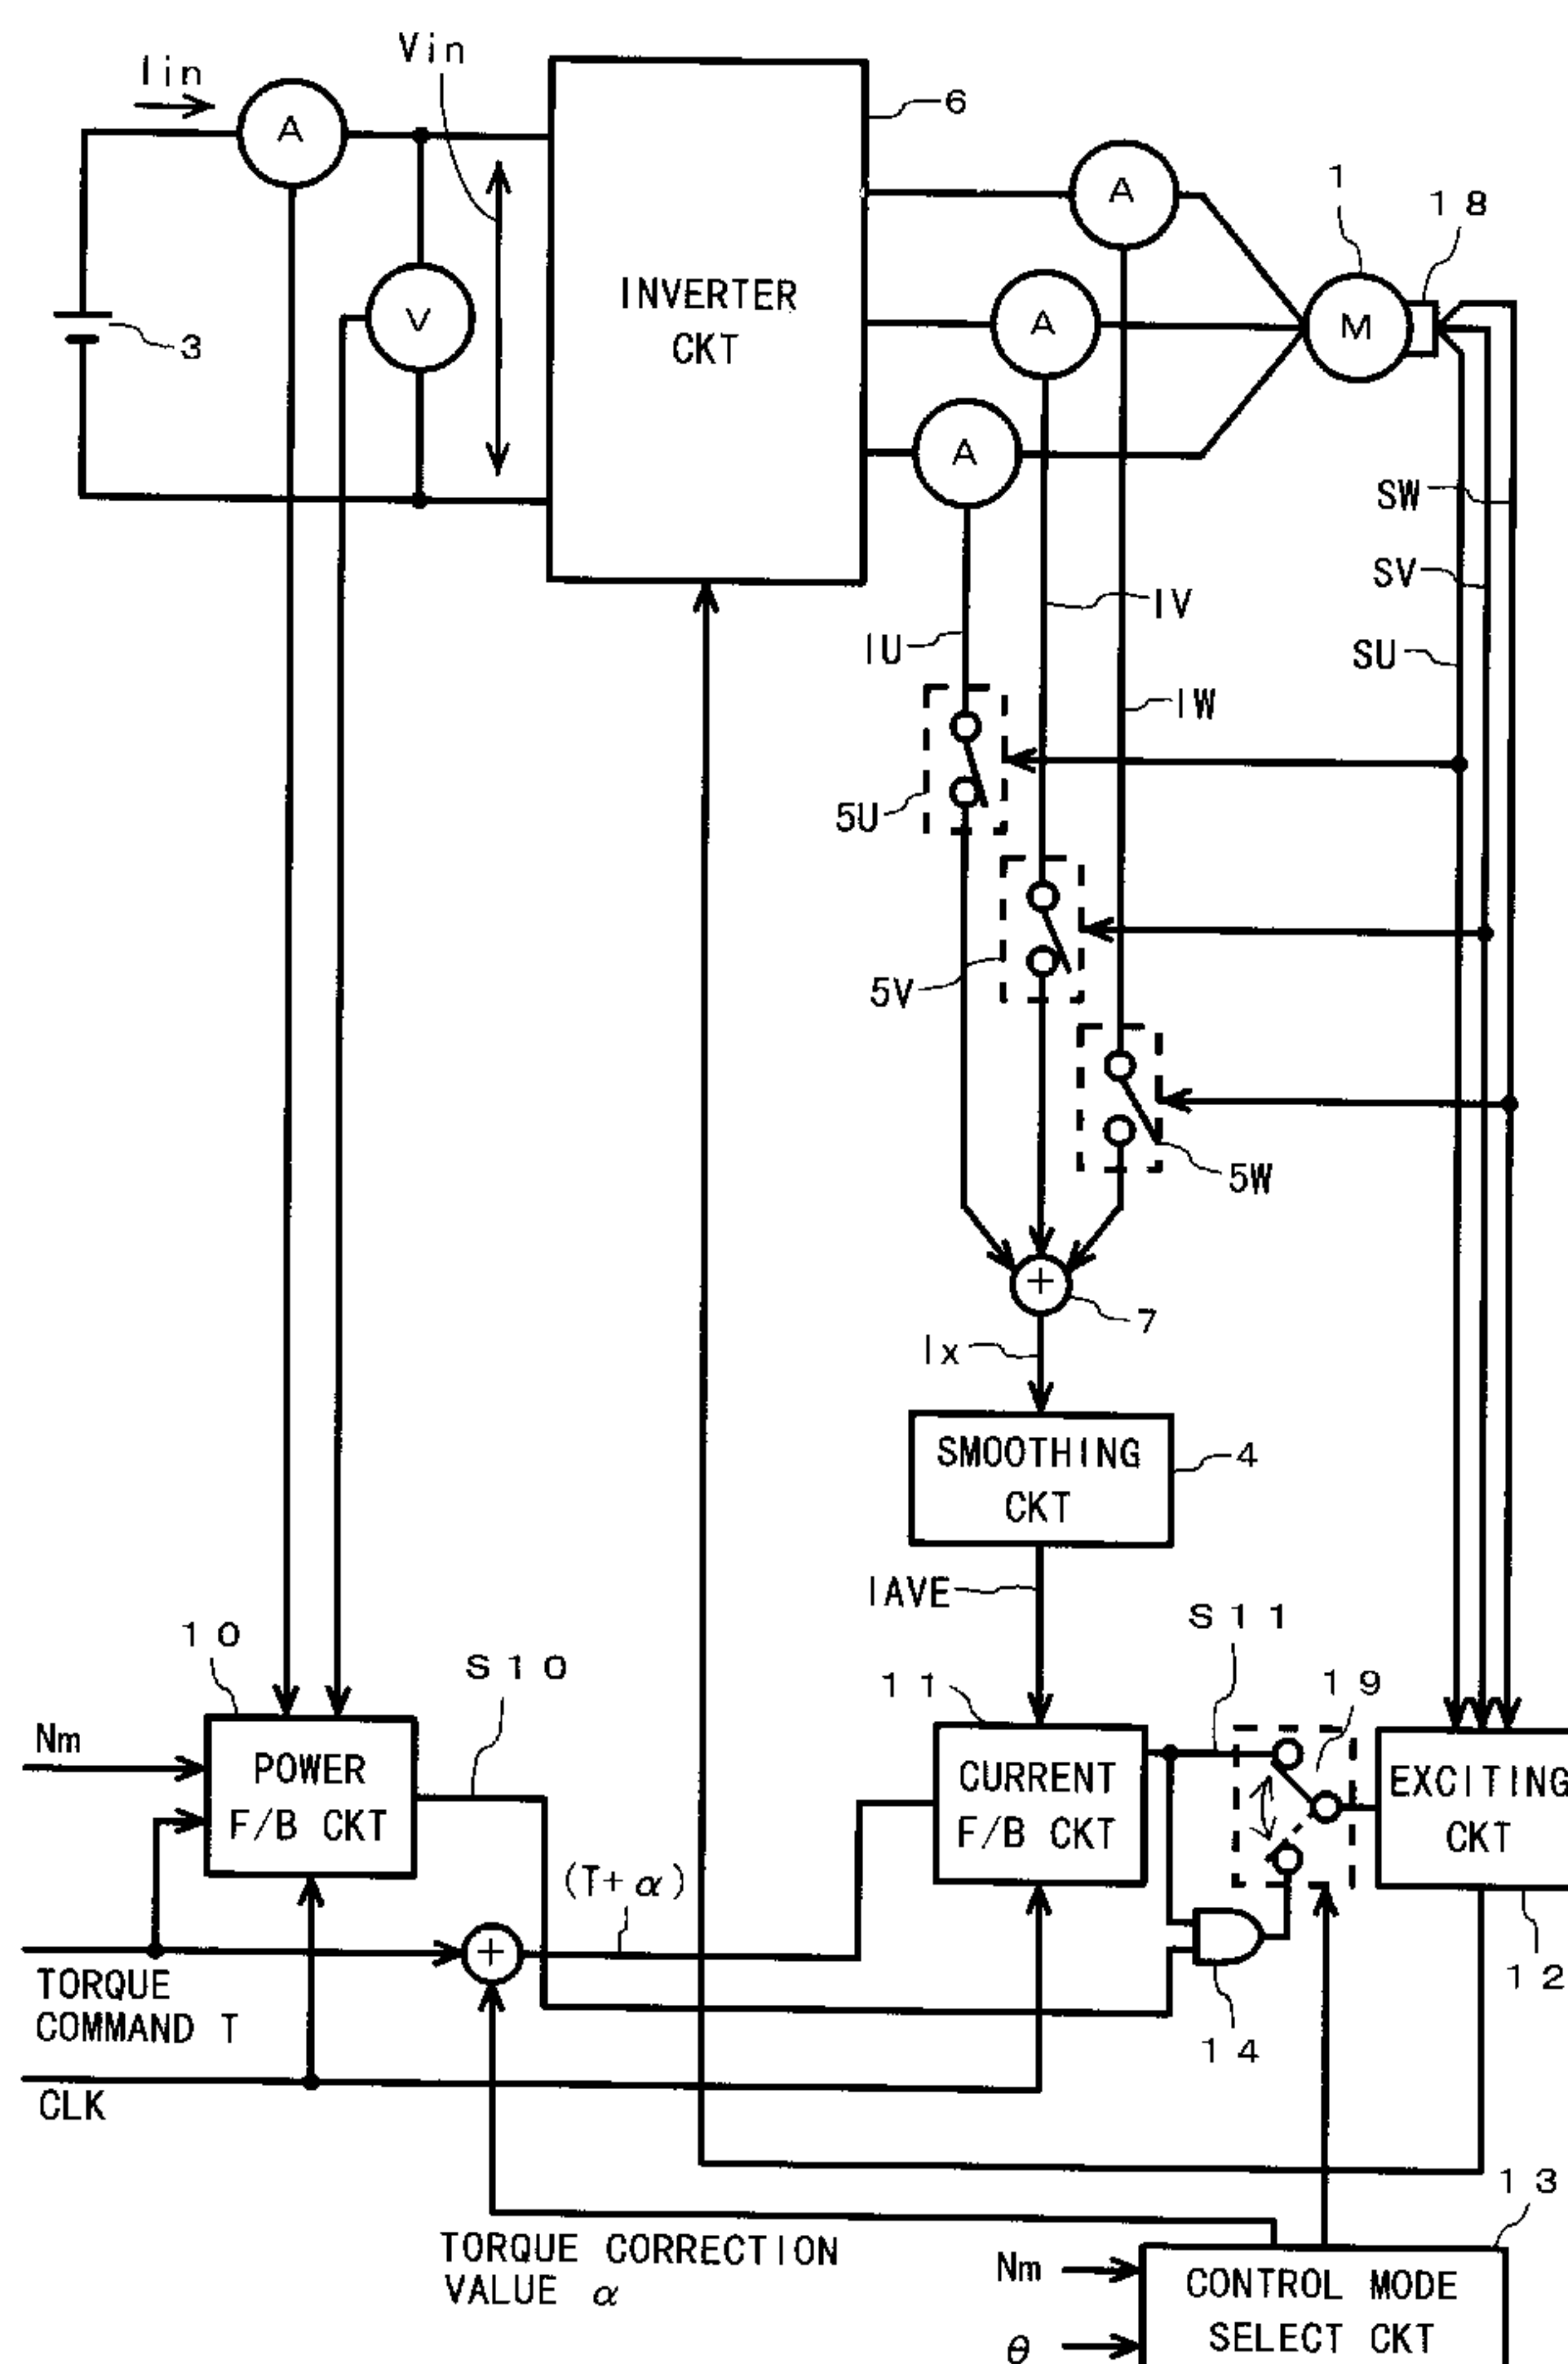 Iin
Vin
A
6
A
1
18
INVERTER
CKT
V
A
M
3
A
SW
SV
IV
IU
SU
IW
5U
5V
5W
+
7
Ix
SMOOTHING
CKT
4
IAVE
S11
10
S10
11
19
Nm
POWER
F/B CKT
CURRENT
F/B CKT
EXCITING
CKT
(T+α)
+
TORQUE
COMMAND T
12
14
CLK
13
TORQUE CORRECTION
VALUE α
Nm
CONTROL MODE
SELECT CKT
θ